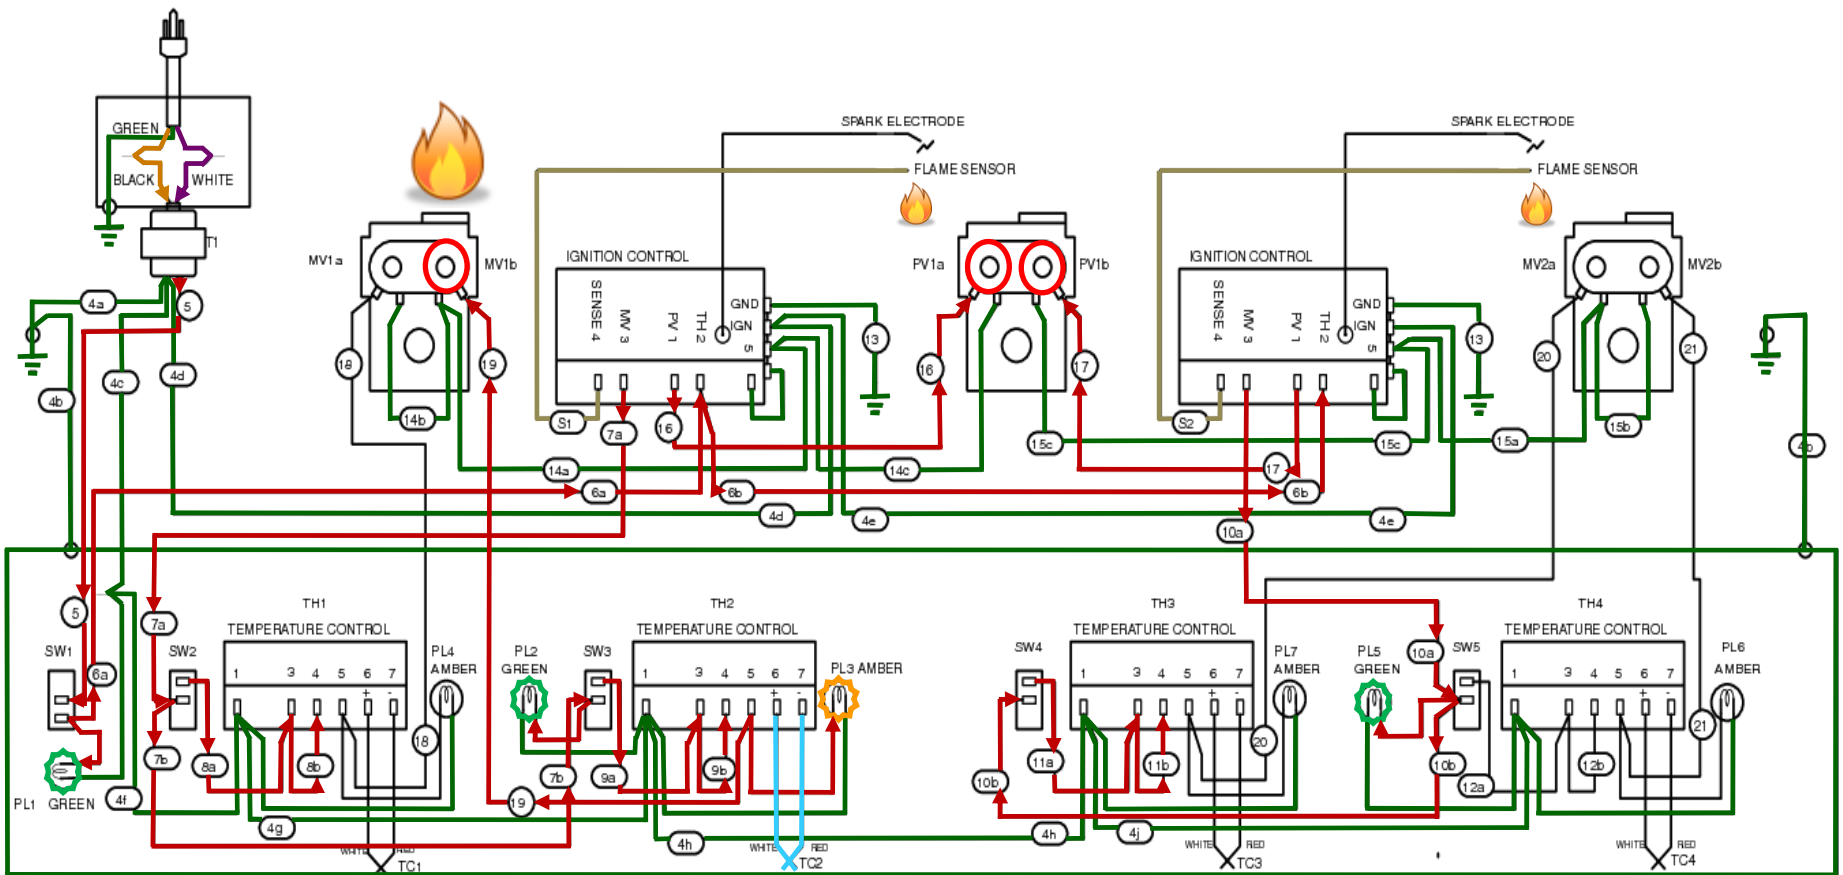 GREEN
BLACK
WHITE
T1
4a
5
4b
4c
4d
MV1a
MV1b
18
19
14b
SPARK ELECTRODE
FLAME SENSOR
IGNITION CONTROL
SENSE 4
MV 3
PV 1
TH 2
GND
IGN
5
13
S1
7a
16
14a
6a
6b
4d
4e
14c
PV1a
PV1b
16
17
15c
SPARK ELECTRODE
FLAME SENSOR
IGNITION CONTROL
SENSE 4
MV 3
PV 1
TH 2
GND
IGN
5
13
S2
15c
17
6b
4e
10a
15a
MV2a
MV2b
20
21
15b
4b
5
SW1
6a
PL1 GREEN
4f
7a
SW2
7b
8a
8b
TH1
TEMPERATURE CONTROL
1 3 4 5 6 7
+ -
PL4
AMBER
18
4g
WHITE
RED
TC1
PL2
GREEN
SW3
7b
9a
9b
19
TH2
TEMPERATURE CONTROL
1 3 4 5 6 7
+ -
PL3 AMBER
4h
WHITE
RED
TC2
SW4
10b
11a
11b
TH3
TEMPERATURE CONTROL
1 3 4 5 6 7
+ -
PL7
AMBER
20
4h
4j
WHITE
RED
TC3
PL5
GREEN
10a
SW5
10b
12a
12b
TH4
TEMPERATURE CONTROL
1 3 4 5 6 7
+ -
PL6
AMBER
21
WHITE
RED
TC4